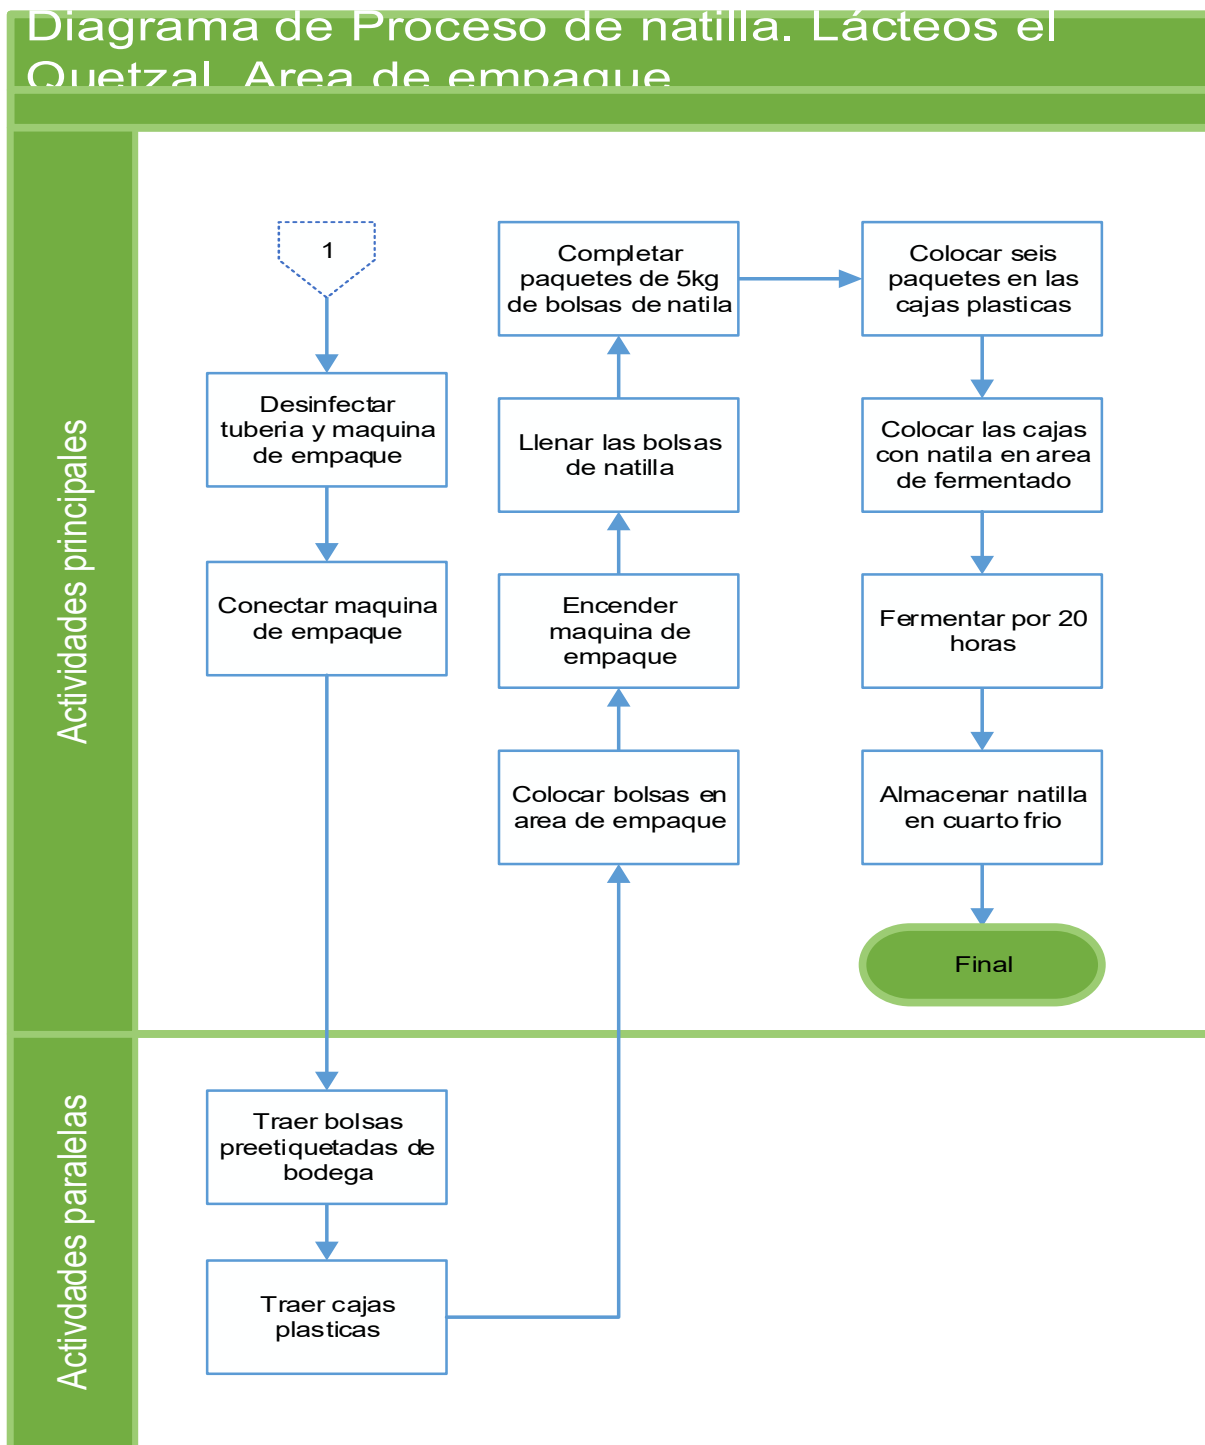 Diagrama de Proceso de natilla. Lácteos el
Quetzal. Area de empaque
Actividades principales
1
Desinfectar
tuberia y maquina
de empaque
Conectar maquina
de empaque
Completar
paquetes de 5kg
de bolsas de natila
Llenar las bolsas
de natilla
Encender
maquina de
empaque
Colocar bolsas en
area de empaque
Colocar seis
paquetes en las
cajas plasticas
Colocar las cajas
con natila en area
de fermentado
Fermentar por 20
horas
Almacenar natilla
en cuarto frio
Final
Activdades paralelas
Traer bolsas
preetiquetadas de
bodega
Traer cajas
plasticas